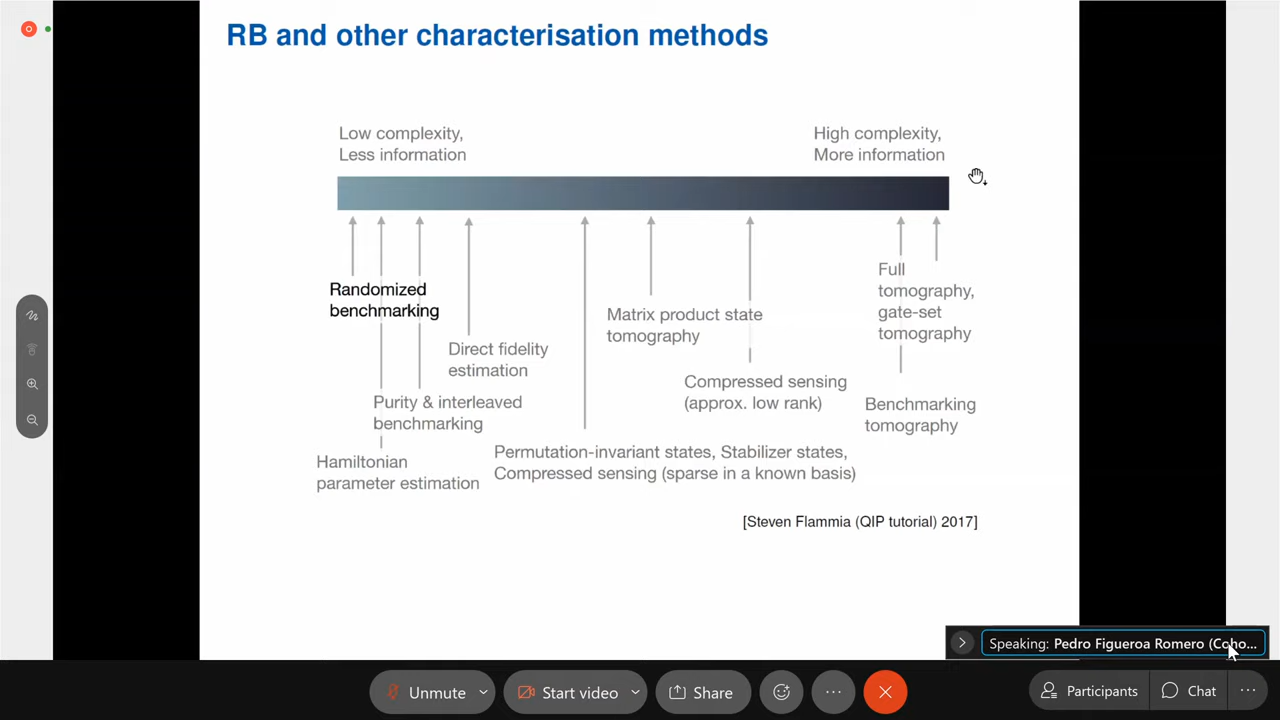 RB and other characterisation methods
Low complexity,
Less information
High complexity,
More information
Randomized
benchmarking
Full
tomography,
gate-set
tomography
Matrix product state
tomography
Direct fidelity
estimation
Compressed sensing
(approx. low rank)
Purity & interleaved
benchmarking
Benchmarking
tomography
Hamiltonian
parameter estimation
Permutation-invariant states, Stabilizer states,
Compressed sensing (sparse in a known basis)
[Steven Flammia (QIP tutorial) 2017]
Speaking: Pedro Figueroa Romero (Coho...
Unmute
Start video
Share
Participants
Chat